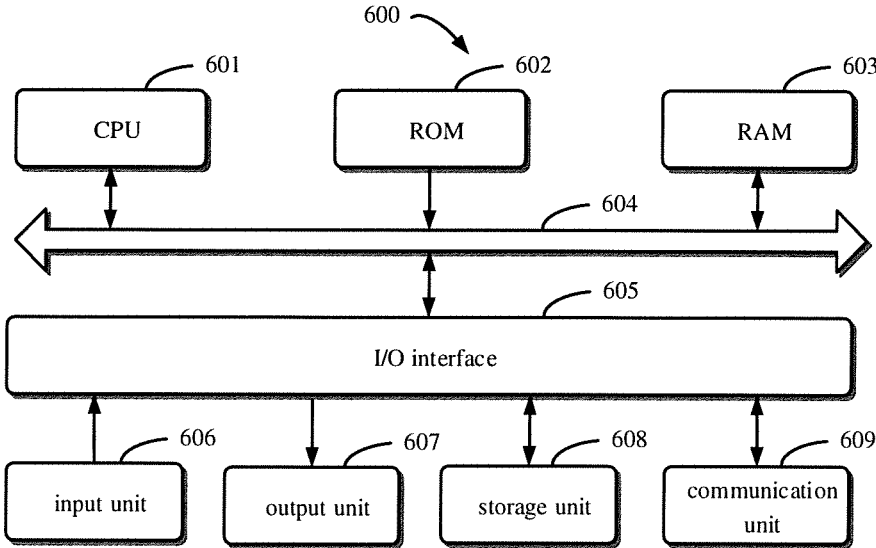 600
601
602
603
CPU
ROM
RAM
604
605
I/O interface
606
607
608
609
input unit
output unit
storage unit
communication
unit